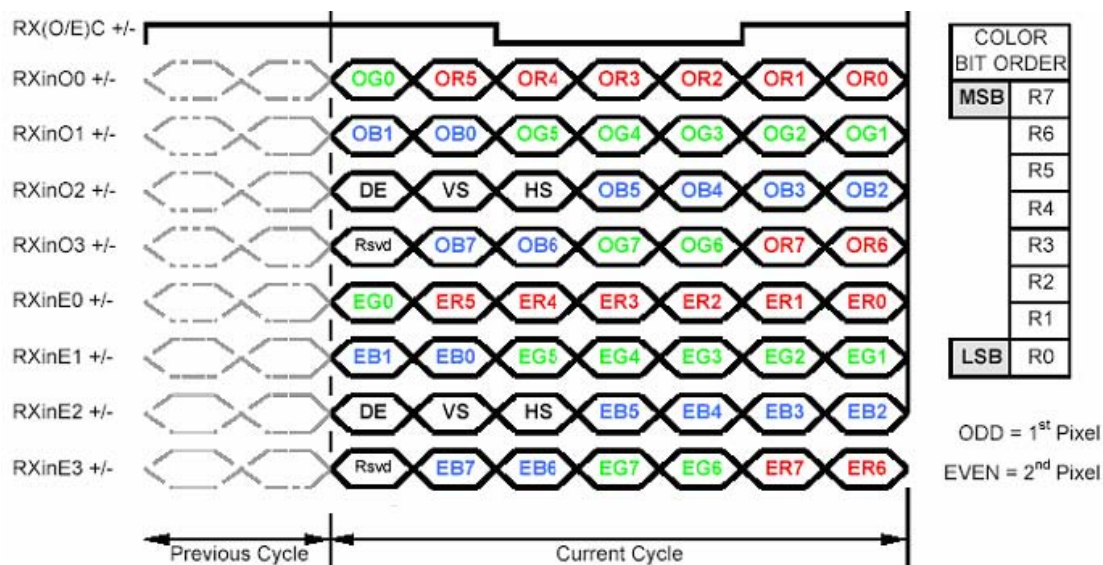 RX(O/E)C +/-
RXinO0 +/- OG0 OR5 OR4 OR3 OR2 OR1 OR0
RXinO1 +/- OB1 OB0 OG5 OG4 OG3 OG2 OG1
RXinO2 +/- DE VS HS OB5 OB4 OB3 OB2
RXinO3 +/- Rsvd OB7 OB6 OG7 OG6 OR7 OR6
RXinE0 +/- EG0 ER5 ER4 ER3 ER2 ER1 ER0
RXinE1 +/- EB1 EB0 EG5 EG4 EG3 EG2 EG1
RXinE2 +/- DE VS HS EB5 EB4 EB3 EB2
RXinE3 +/- Rsvd EB7 EB6 EG7 EG6 ER7 ER6
Previous Cycle Current Cycle
COLOR
BIT ORDER
MSB R7
R6
R5
R4
R3
R2
R1
LSB R0
ODD = 1st Pixel
EVEN = 2nd Pixel